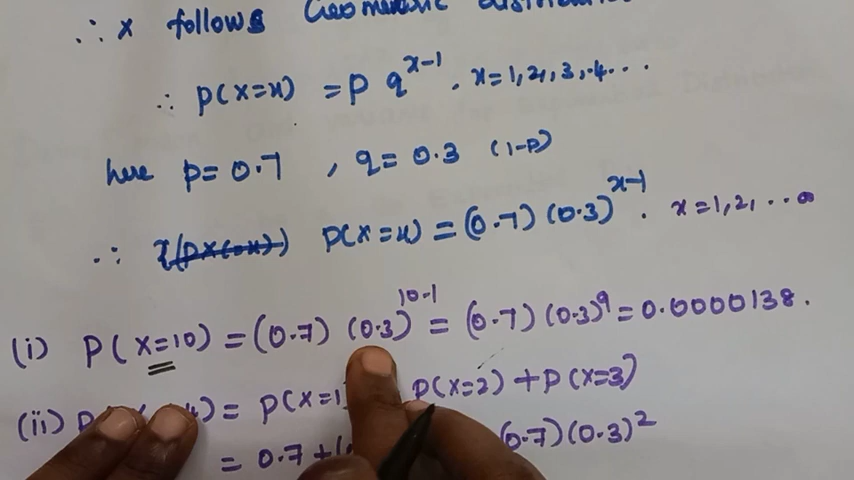 ∴ x follows Geometric
∴ P(X=x) = p q^{x-1}, x=1,2,3,4...
here p=0.7, q=0.3 (1-p)
∴ P(X=x) = (0.7) (0.3)^{x-1}. x=1,2,...∞
(i) P(X=10) = (0.7) (0.3)^{10-1} = (0.7) (0.3)^9 = 0.0000138.
(ii) = P(X=1 P(X=2) + P(X=3)
= 0.7 + (0.7)(0.3)^2